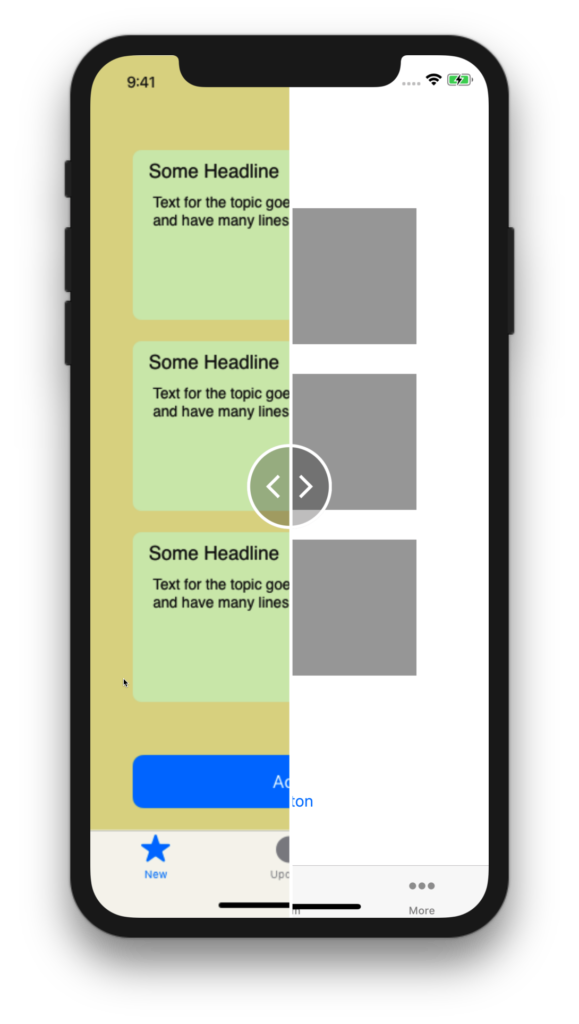 9:41
Some Headline
Text for the topic goe
and have many lines
Some Headline
Text for the topic goe
and have many lines
Some Headline
Text for the topic goe
and have many lines
Ac
ton
New
Upd
m
More